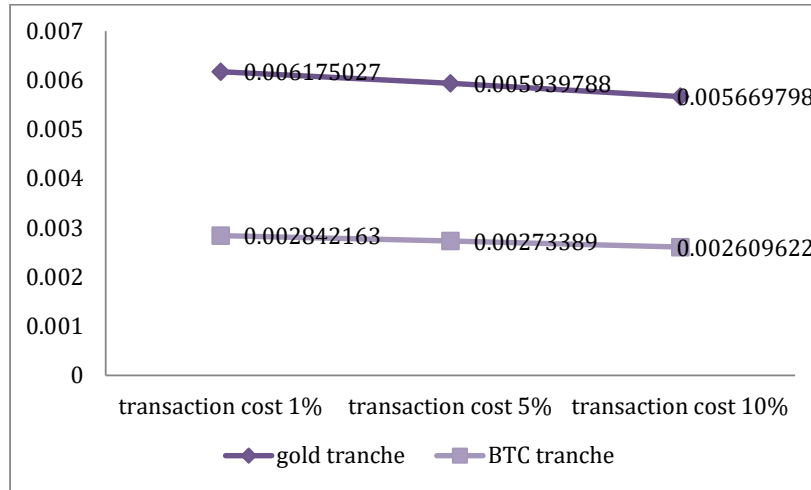 0.007
0.006
0.005
0.004
0.003
0.002
0.001
0
0.006175027
0.005939788
0.005669798
0.002842163
0.00273389
0.002609622
transaction cost 1%
transaction cost 5%
transaction cost 10%
gold tranche
BTC tranche